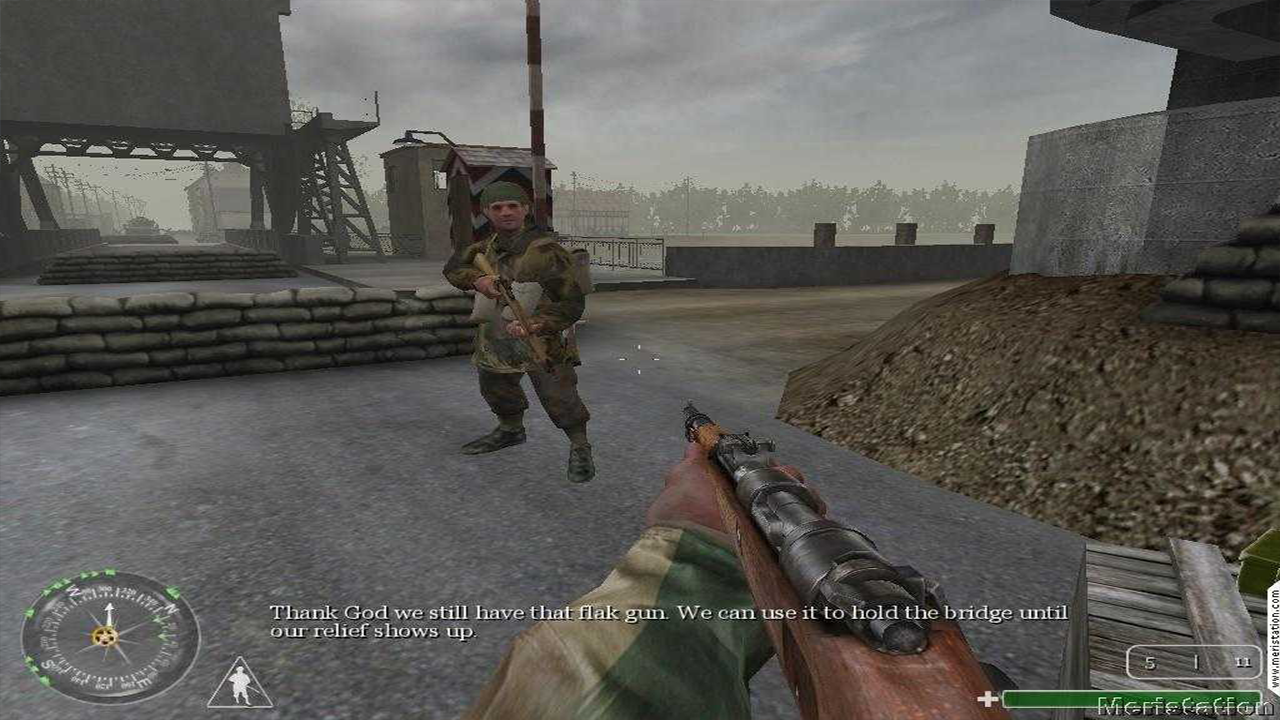 Thank God we still have that flak gun. We can use it to hold the bridge until
our relief shows up.
5 | 11
www.meristation.com
Meristation